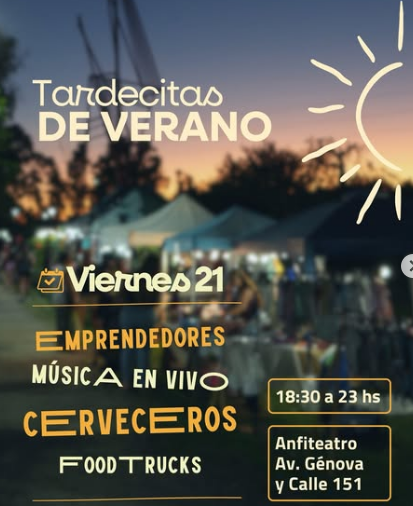 Tardecitas
DE VERANO
Viernes 21
EMPRENDEDORES
MÚSICA EN VIVO
CERVECEROS
FOODTRUCKS
18:30 a 23 hs
Anfiteatro
Av. Génova
y Calle 151